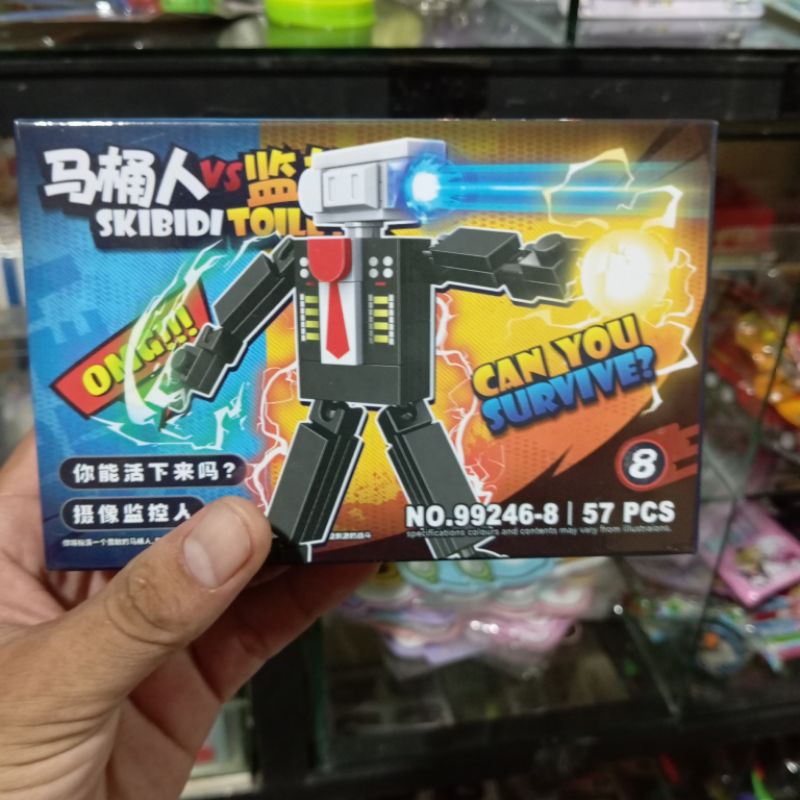 马桶人VS监
SKIBIDI TOIL
OMG!!!
CAN YOU
SURVIVE?
你能活下来吗?
8
摄像监控人
NO.99246-8 | 57 PCS
specifications colours and contents may vary from illustraions.